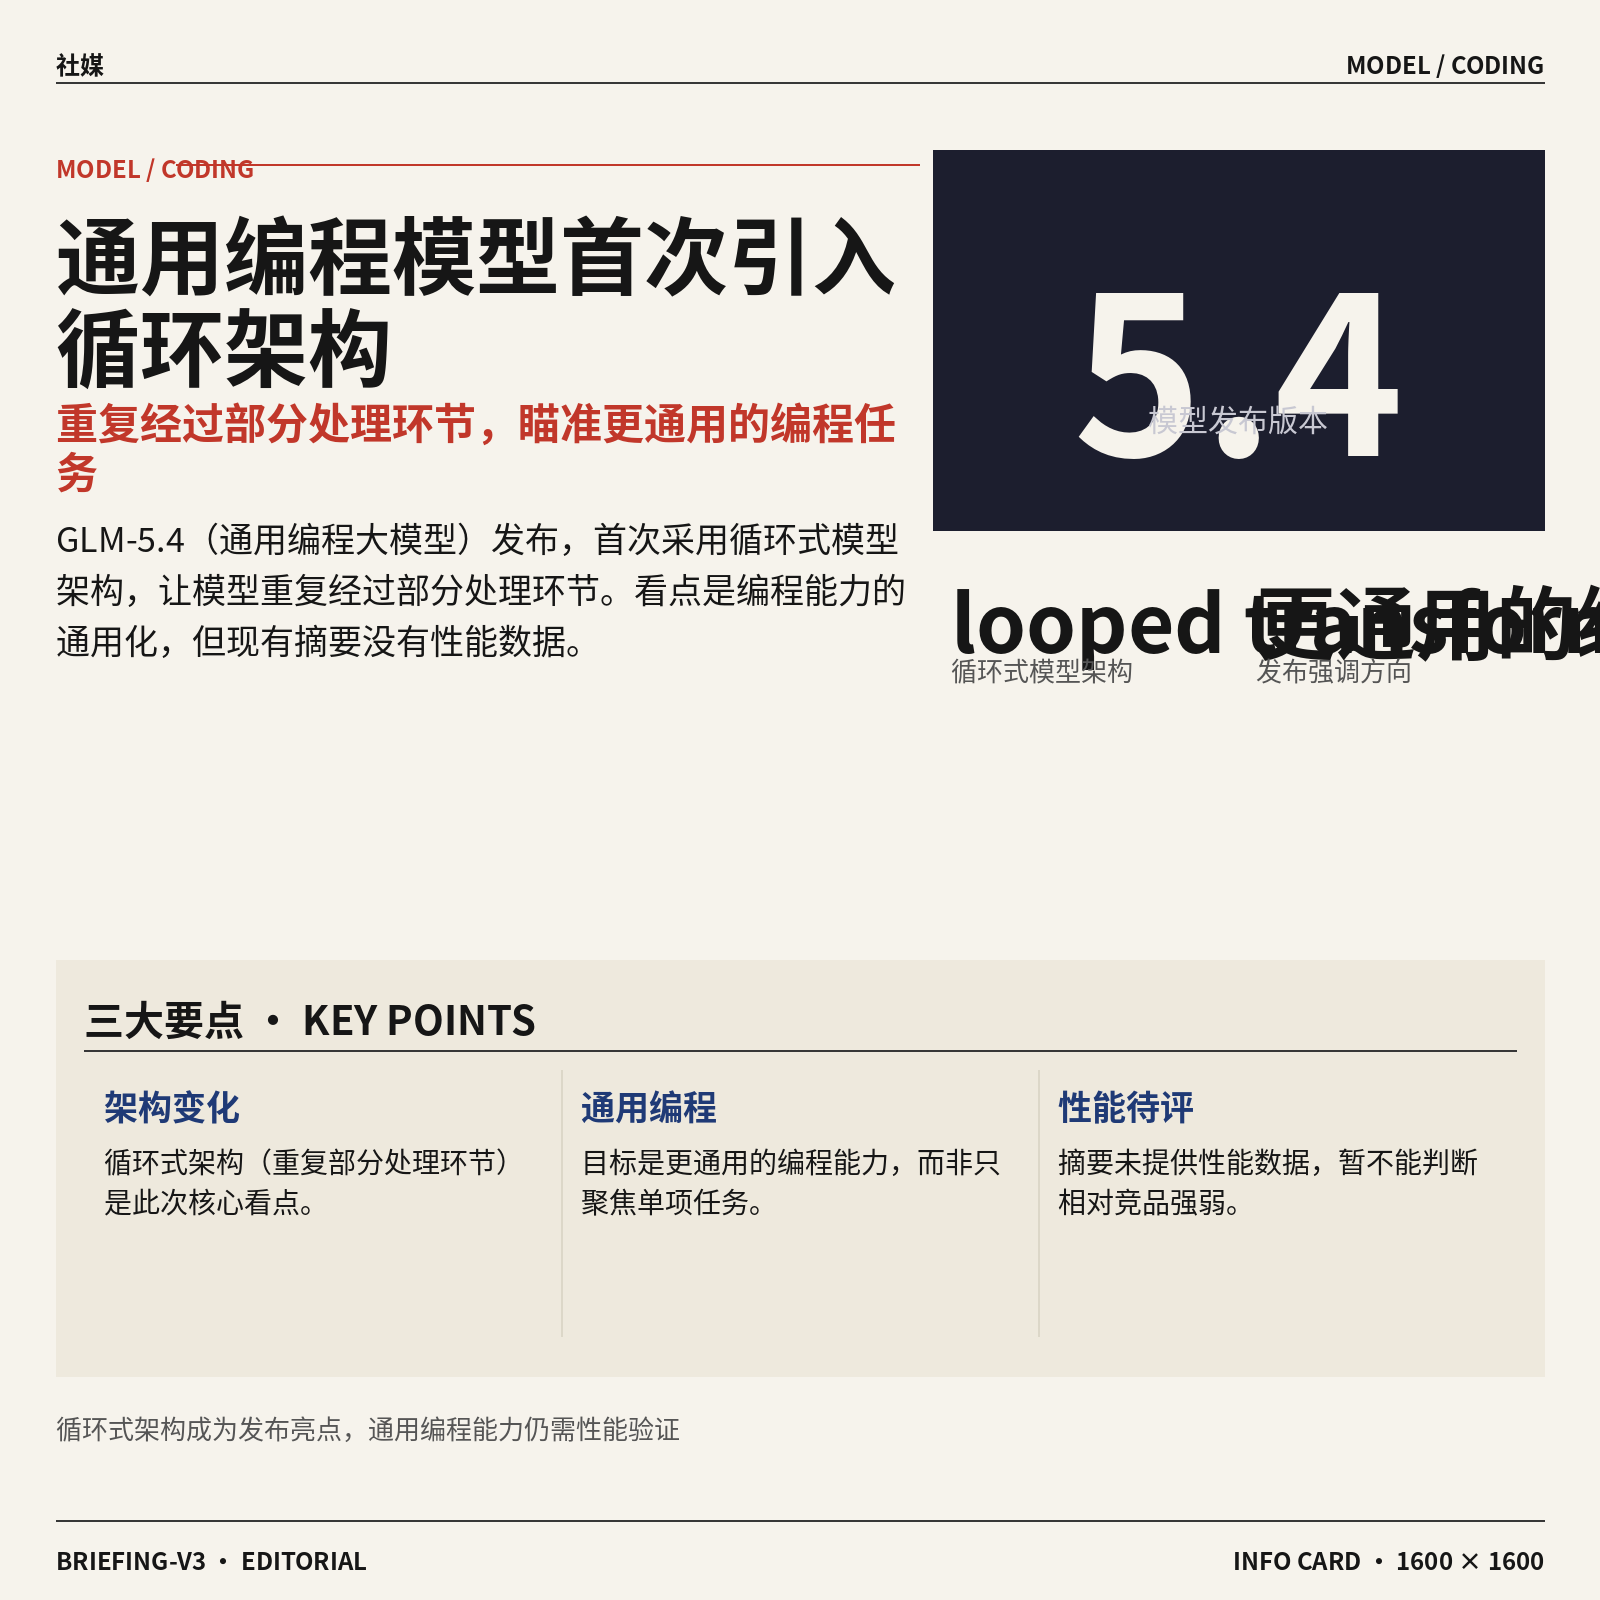 社媒
MODEL / CODING
MODEL / CODING
通用编程模型首次引入
循环架构
重复经过部分处理环节，瞄准更通用的编程任
务
GLM-5.4（通用编程大模型）发布，首次采用循环式模型
架构，让模型重复经过部分处理环节。看点是编程能力的
通用化，但现有摘要没有性能数据。
5.4
模型发布版本
looped
更通用的
循环式模型架构
发布强调方向
三大要点 · KEY POINTS
架构变化
循环式架构（重复部分处理环节）
是此次核心看点。
通用编程
目标是更通用的编程能力，而非只
聚焦单项任务。
性能待评
摘要未提供性能数据，暂不能判断
相对竞品强弱。
循环式架构成为发布亮点，通用编程能力仍需性能验证
BRIEFING-V3 · EDITORIAL
INFO CARD · 1600 × 1600